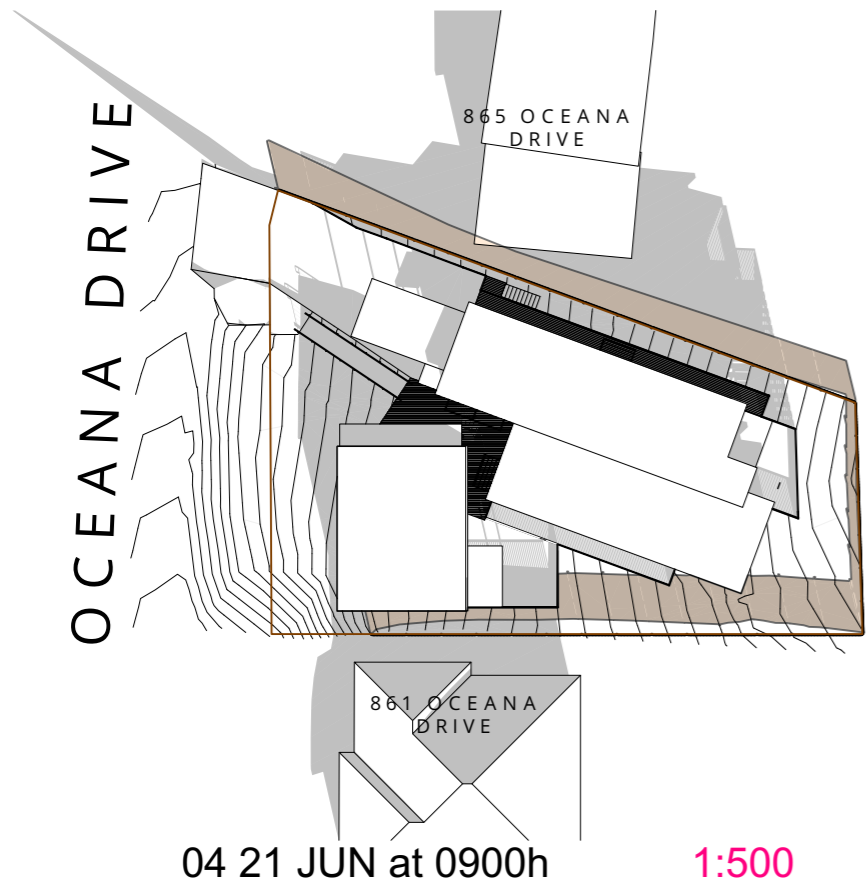 OCEANA DRIVE
865 OCEANA
DRIVE
861 OCEANA
DRIVE
04 21 JUN at 0900h
1:500